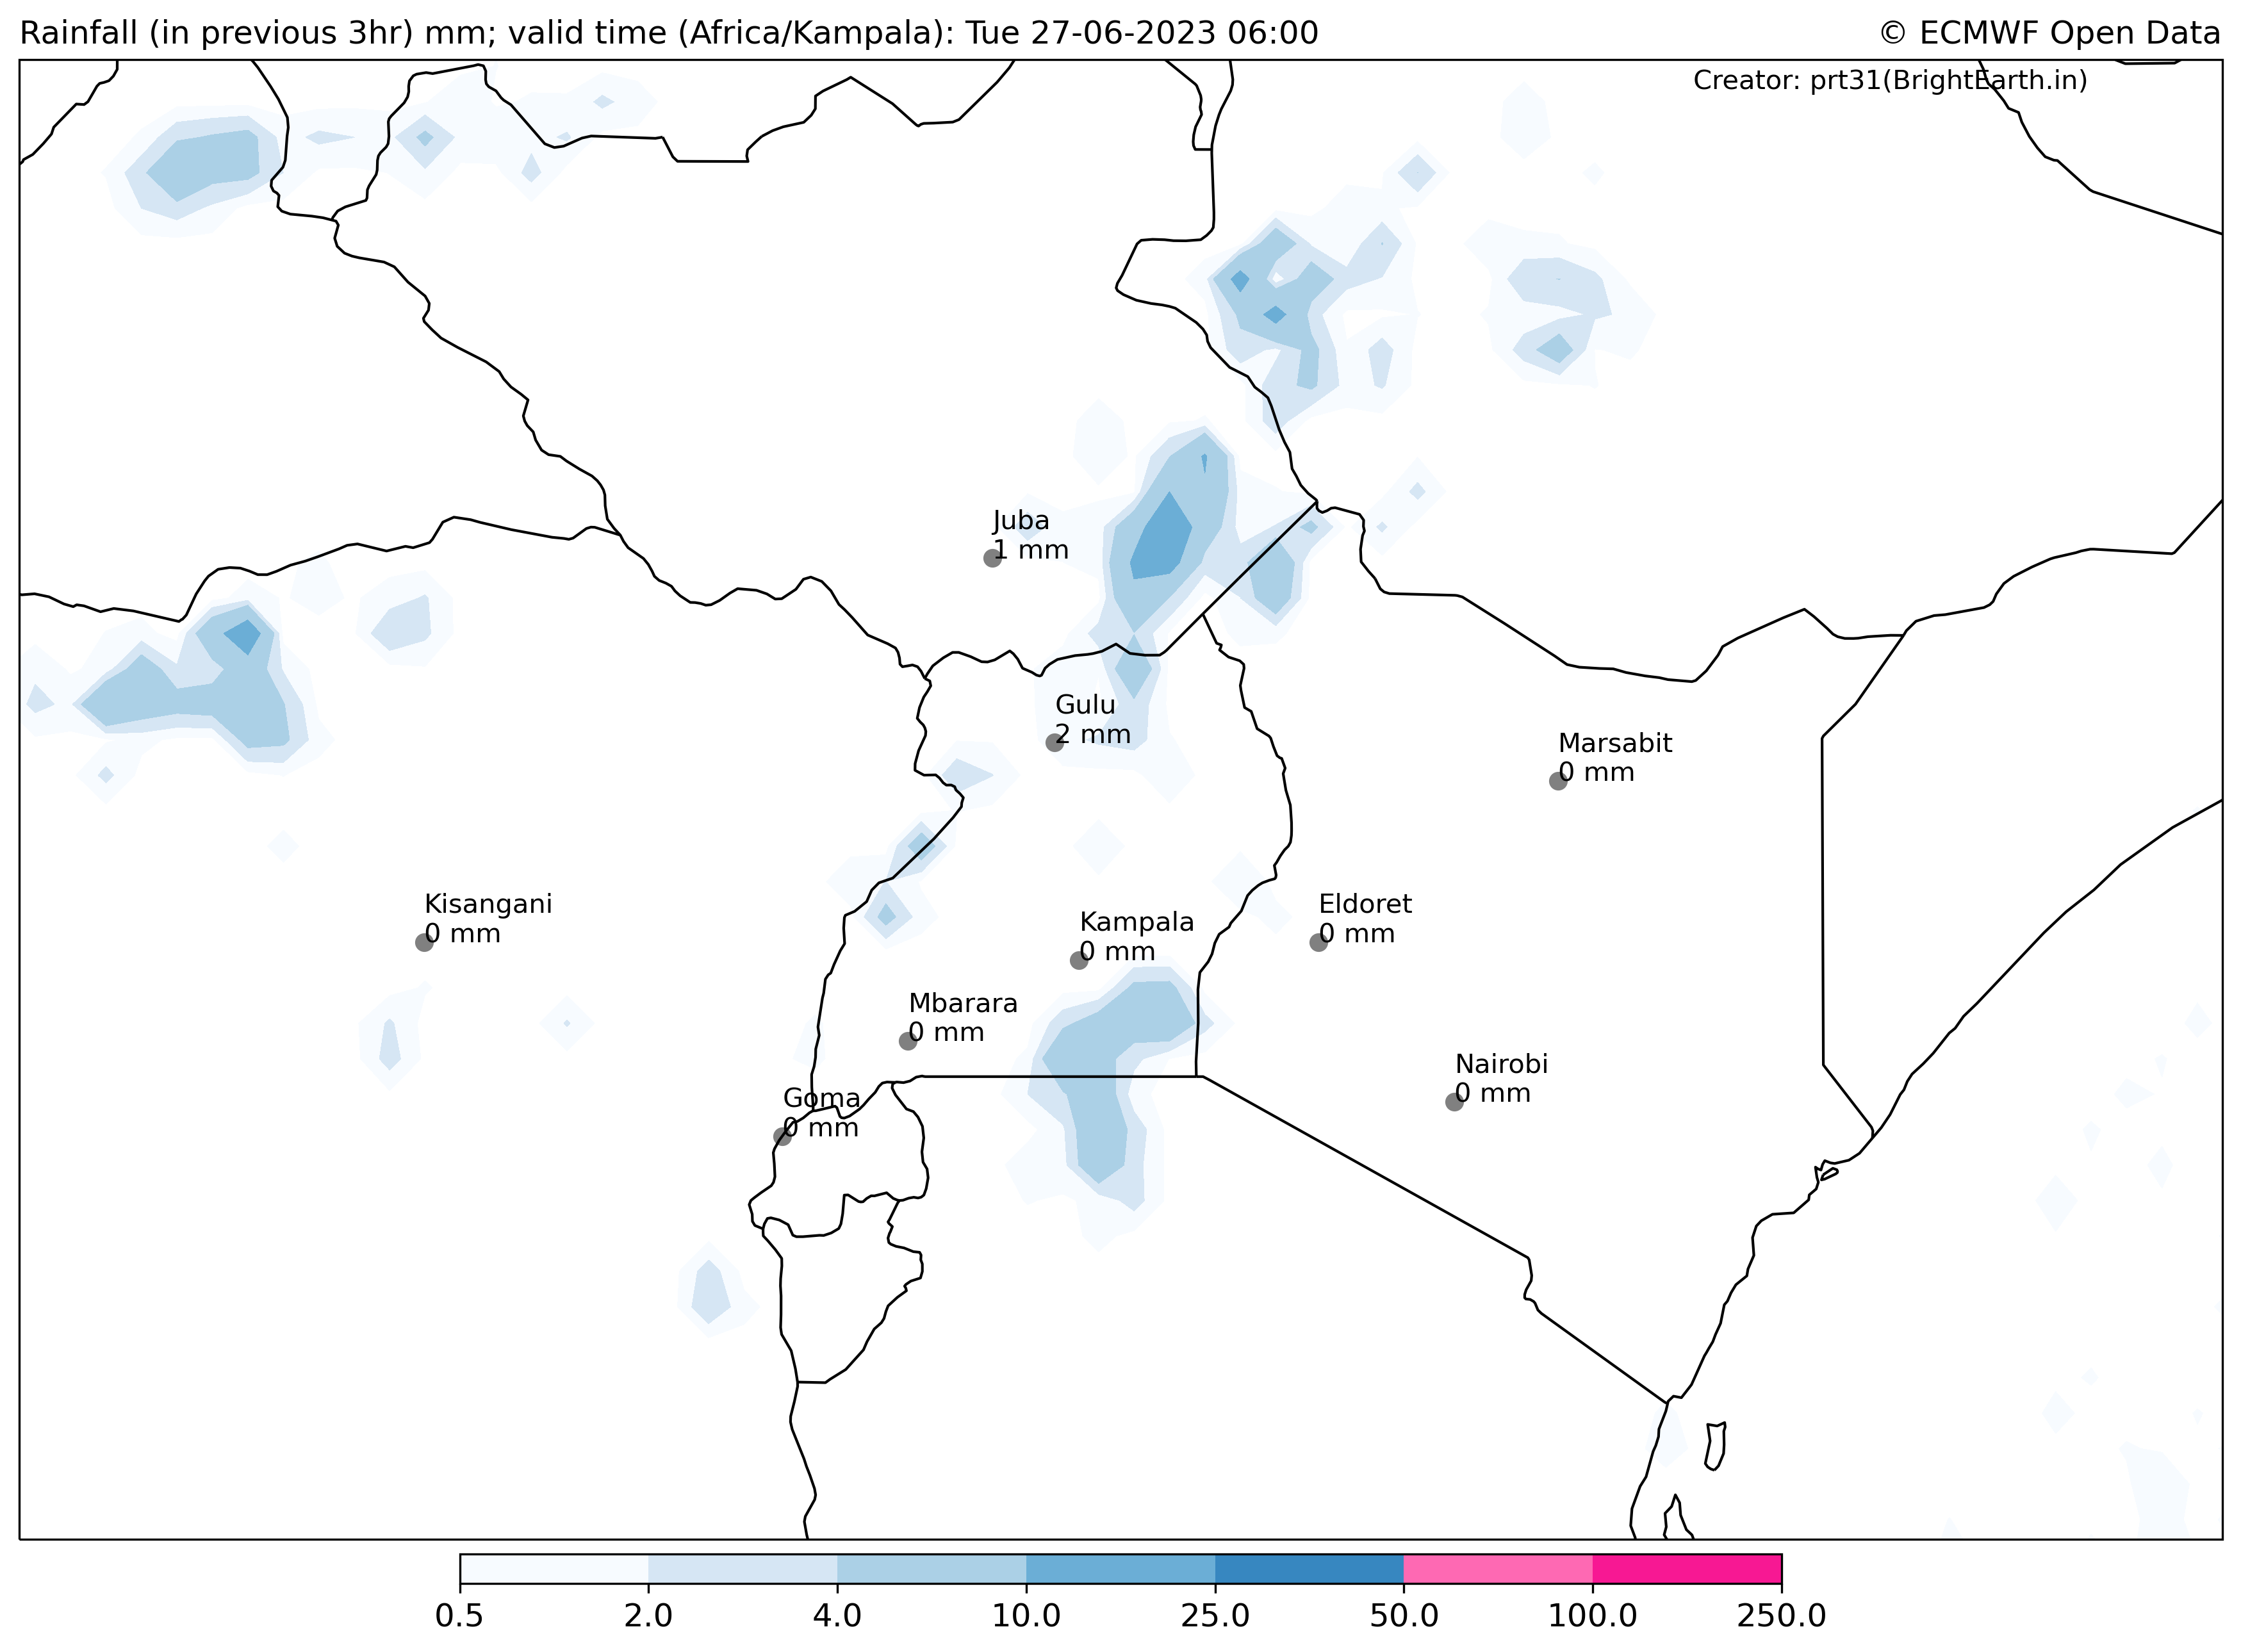 Rainfall (in previous 3hr) mm; valid time (Africa/Kampala): Tue 27-06-2023 06:00
© ECMWF Open Data
Creator: prt31(BrightEarth.in)
Juba
1 mm
Gulu
2 mm
Marsabit
0 mm
Kisangani
0 mm
Eldoret
0 mm
Kampala
0 mm
Mbarara
0 mm
Nairobi
0 mm
Goma
0 mm
0.5 2.0 4.0 10.0 25.0 50.0 100.0 250.0